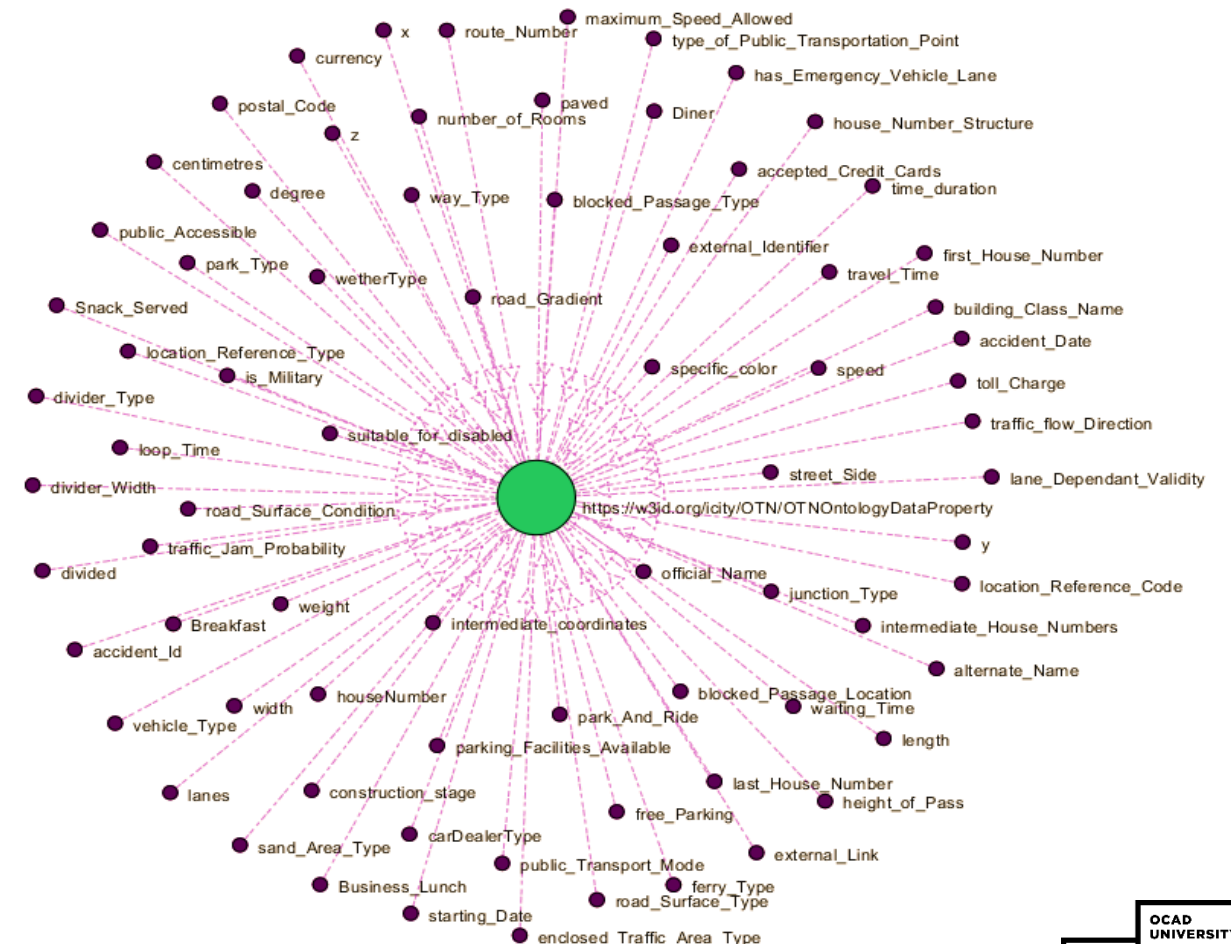 maximum_Speed_Allowed
x
route_Number
type_of_Public_Transportation_Point
currency
has_Emergency_Vehicle_Lane
postal_Code
paved
number_of_Rooms
Diner
house_Number_Structure
z
centimetres
accepted_Credit_Cards
time_duration
degree
way_Type
blocked_Passage_Type
public_Accessible
external_Identifier
first_House_Number
park_Type
wetherType
travel_Time
road_Gradient
Snack_Served
building_Class_Name
accident_Date
location_Reference_Type
is_Military
specific_color
speed
toll_Charge
divider_Type
traffic_flow_Direction
suitable_for_disabled
loop_Time
street_Side
lane_Dependant_Validity
divider_Width
road_Surface_Condition
https://w3id.org/icity/OTN/OTNOntologyDataProperty
y
traffic_Jam_Probability
divided
official_Name
location_Reference_Code
junction_Type
weight
Breakfast
intermediate_coordinates
intermediate_House_Numbers
accident_Id
alternate_Name
houseNumber
blocked_Passage_Location
width
waiting_Time
vehicle_Type
park_And_Ride
length
parking_Facilities_Available
lanes
construction_stage
last_House_Number
height_of_Pass
free_Parking
carDealerType
sand_Area_Type
external_Link
public_Transport_Mode
Business_Lunch
ferry_Type
road_Surface_Type
starting_Date
enclosed_Traffic_Area_Type
OCAD
UNIVERSIT